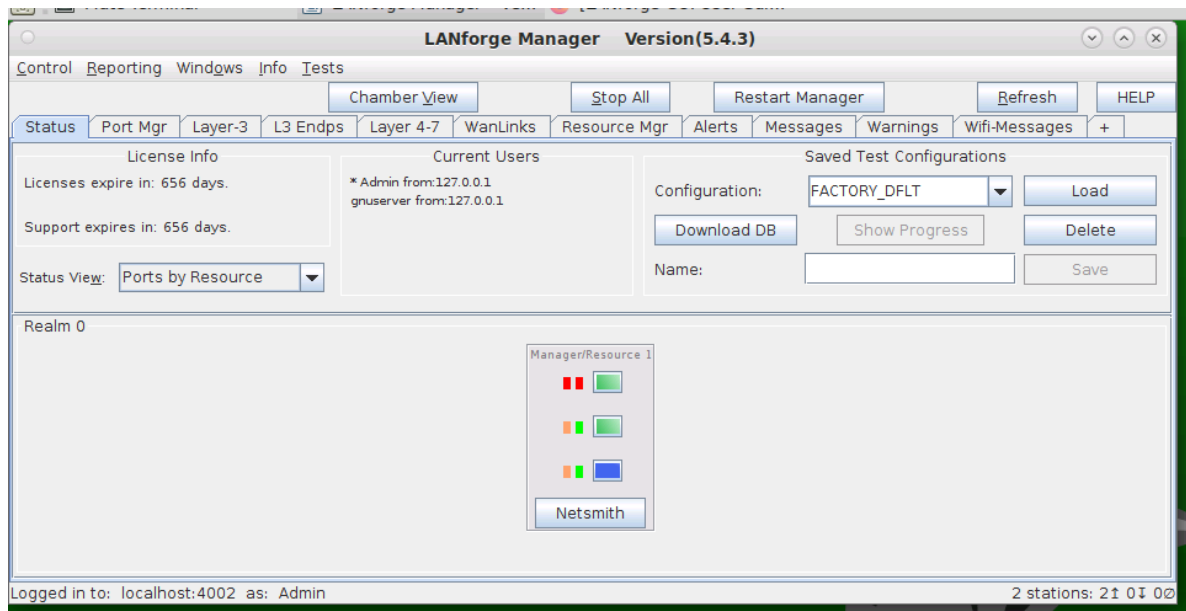 LANforge Manager Version(5.4.3)
Control Reporting Windows Info Tests
Chamber View Stop All Restart Manager Refresh HELP
Status Port Mgr Layer-3 L3 Endps Layer 4-7 WanLinks Resource Mgr Alerts Messages Warnings Wifi-Messages +
License Info
Licenses expire in: 656 days.
Support expires in: 656 days.
Status View: Ports by Resource
Current Users
* Admin from:127.0.0.1
gnuserver from:127.0.0.1
Saved Test Configurations
Configuration: FACTORY_DFLT Load
Download DB Show Progress Delete
Name: Save
Realm 0
Manager/Resource 1
Netsmith
Logged in to: localhost:4002 as: Admin
2 stations: 2↥ 0↧ 0∅